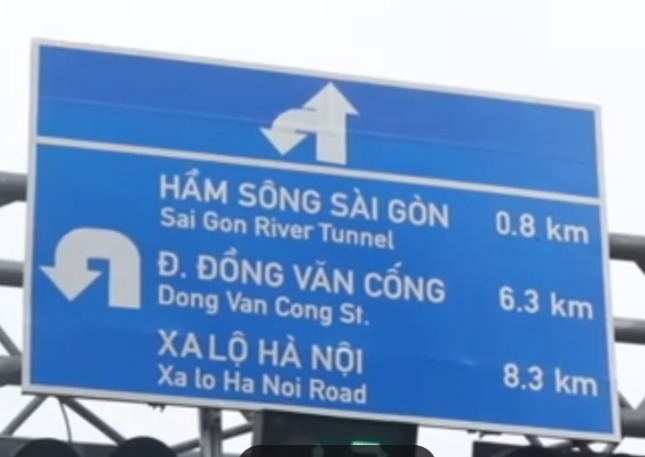 HẦM SÔNG SÀI GÒN 0.8 km
Sai Gon River Tunnel
Đ. ĐỒNG VĂN CỐNG 6.3 km
Dong Van Cong St.
XA LỘ HÀ NỘI 8.3 km
Xa lo Ha Noi Road